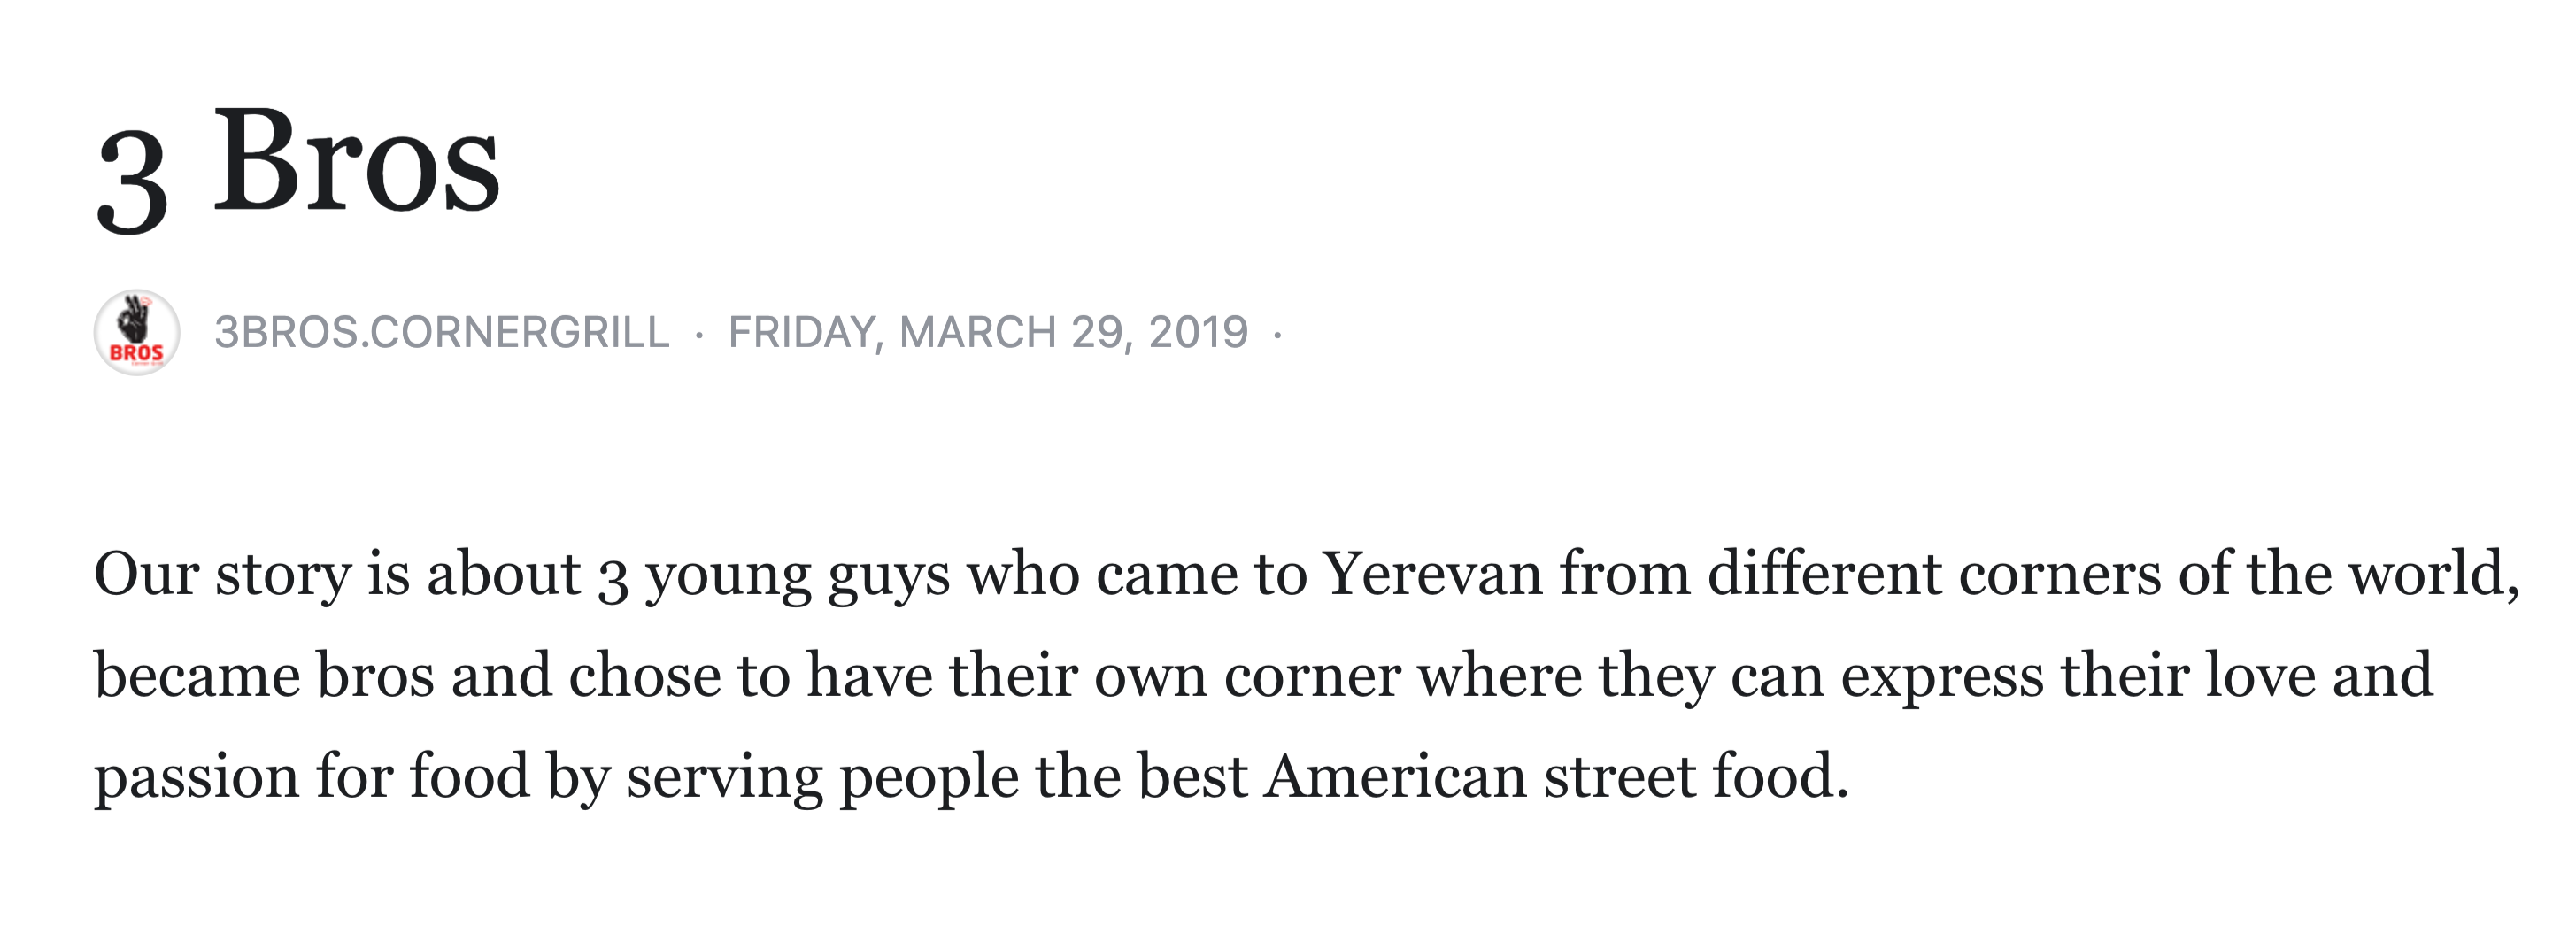 3 Bros
BROS
3BROS.CORNERGRILL · FRIDAY, MARCH 29, 2019 ·
Our story is about 3 young guys who came to Yerevan from different corners of the world,
became bros and chose to have their own corner where they can express their love and
passion for food by serving people the best American street food.